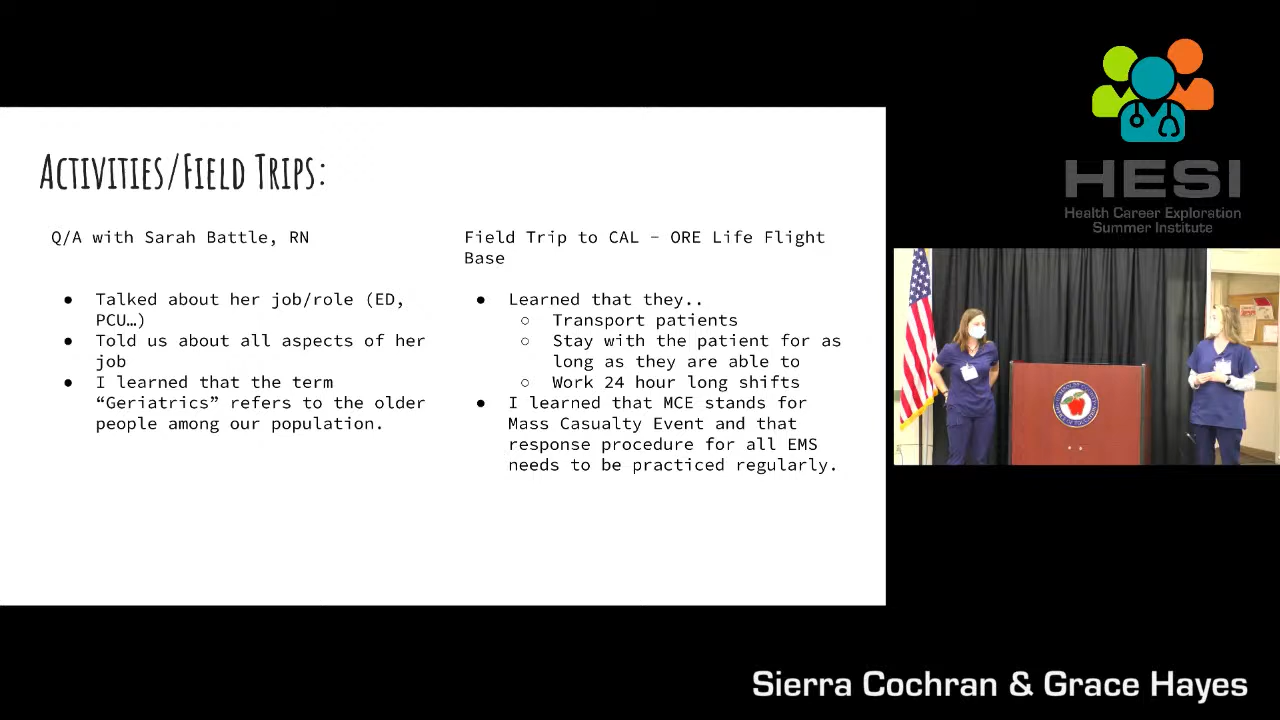 HESI
Health Career Exploration
Summer Institute
Activities/Field Trips:
Q/A with Sarah Battle, RN
● Talked about her job/role (ED,
PCU…)
● Told us about all aspects of her
job
● I learned that the term
“Geriatrics” refers to the older
people among our population.
Field Trip to CAL – ORE Life Flight
Base
● Learned that they..
○ Transport patients
○ Stay with the patient for as
long as they are able to
○ Work 24 hour long shifts
● I learned that MCE stands for
Mass Casualty Event and that
response procedure for all EMS
needs to be practiced regularly.
Sierra Cochran & Grace Hayes